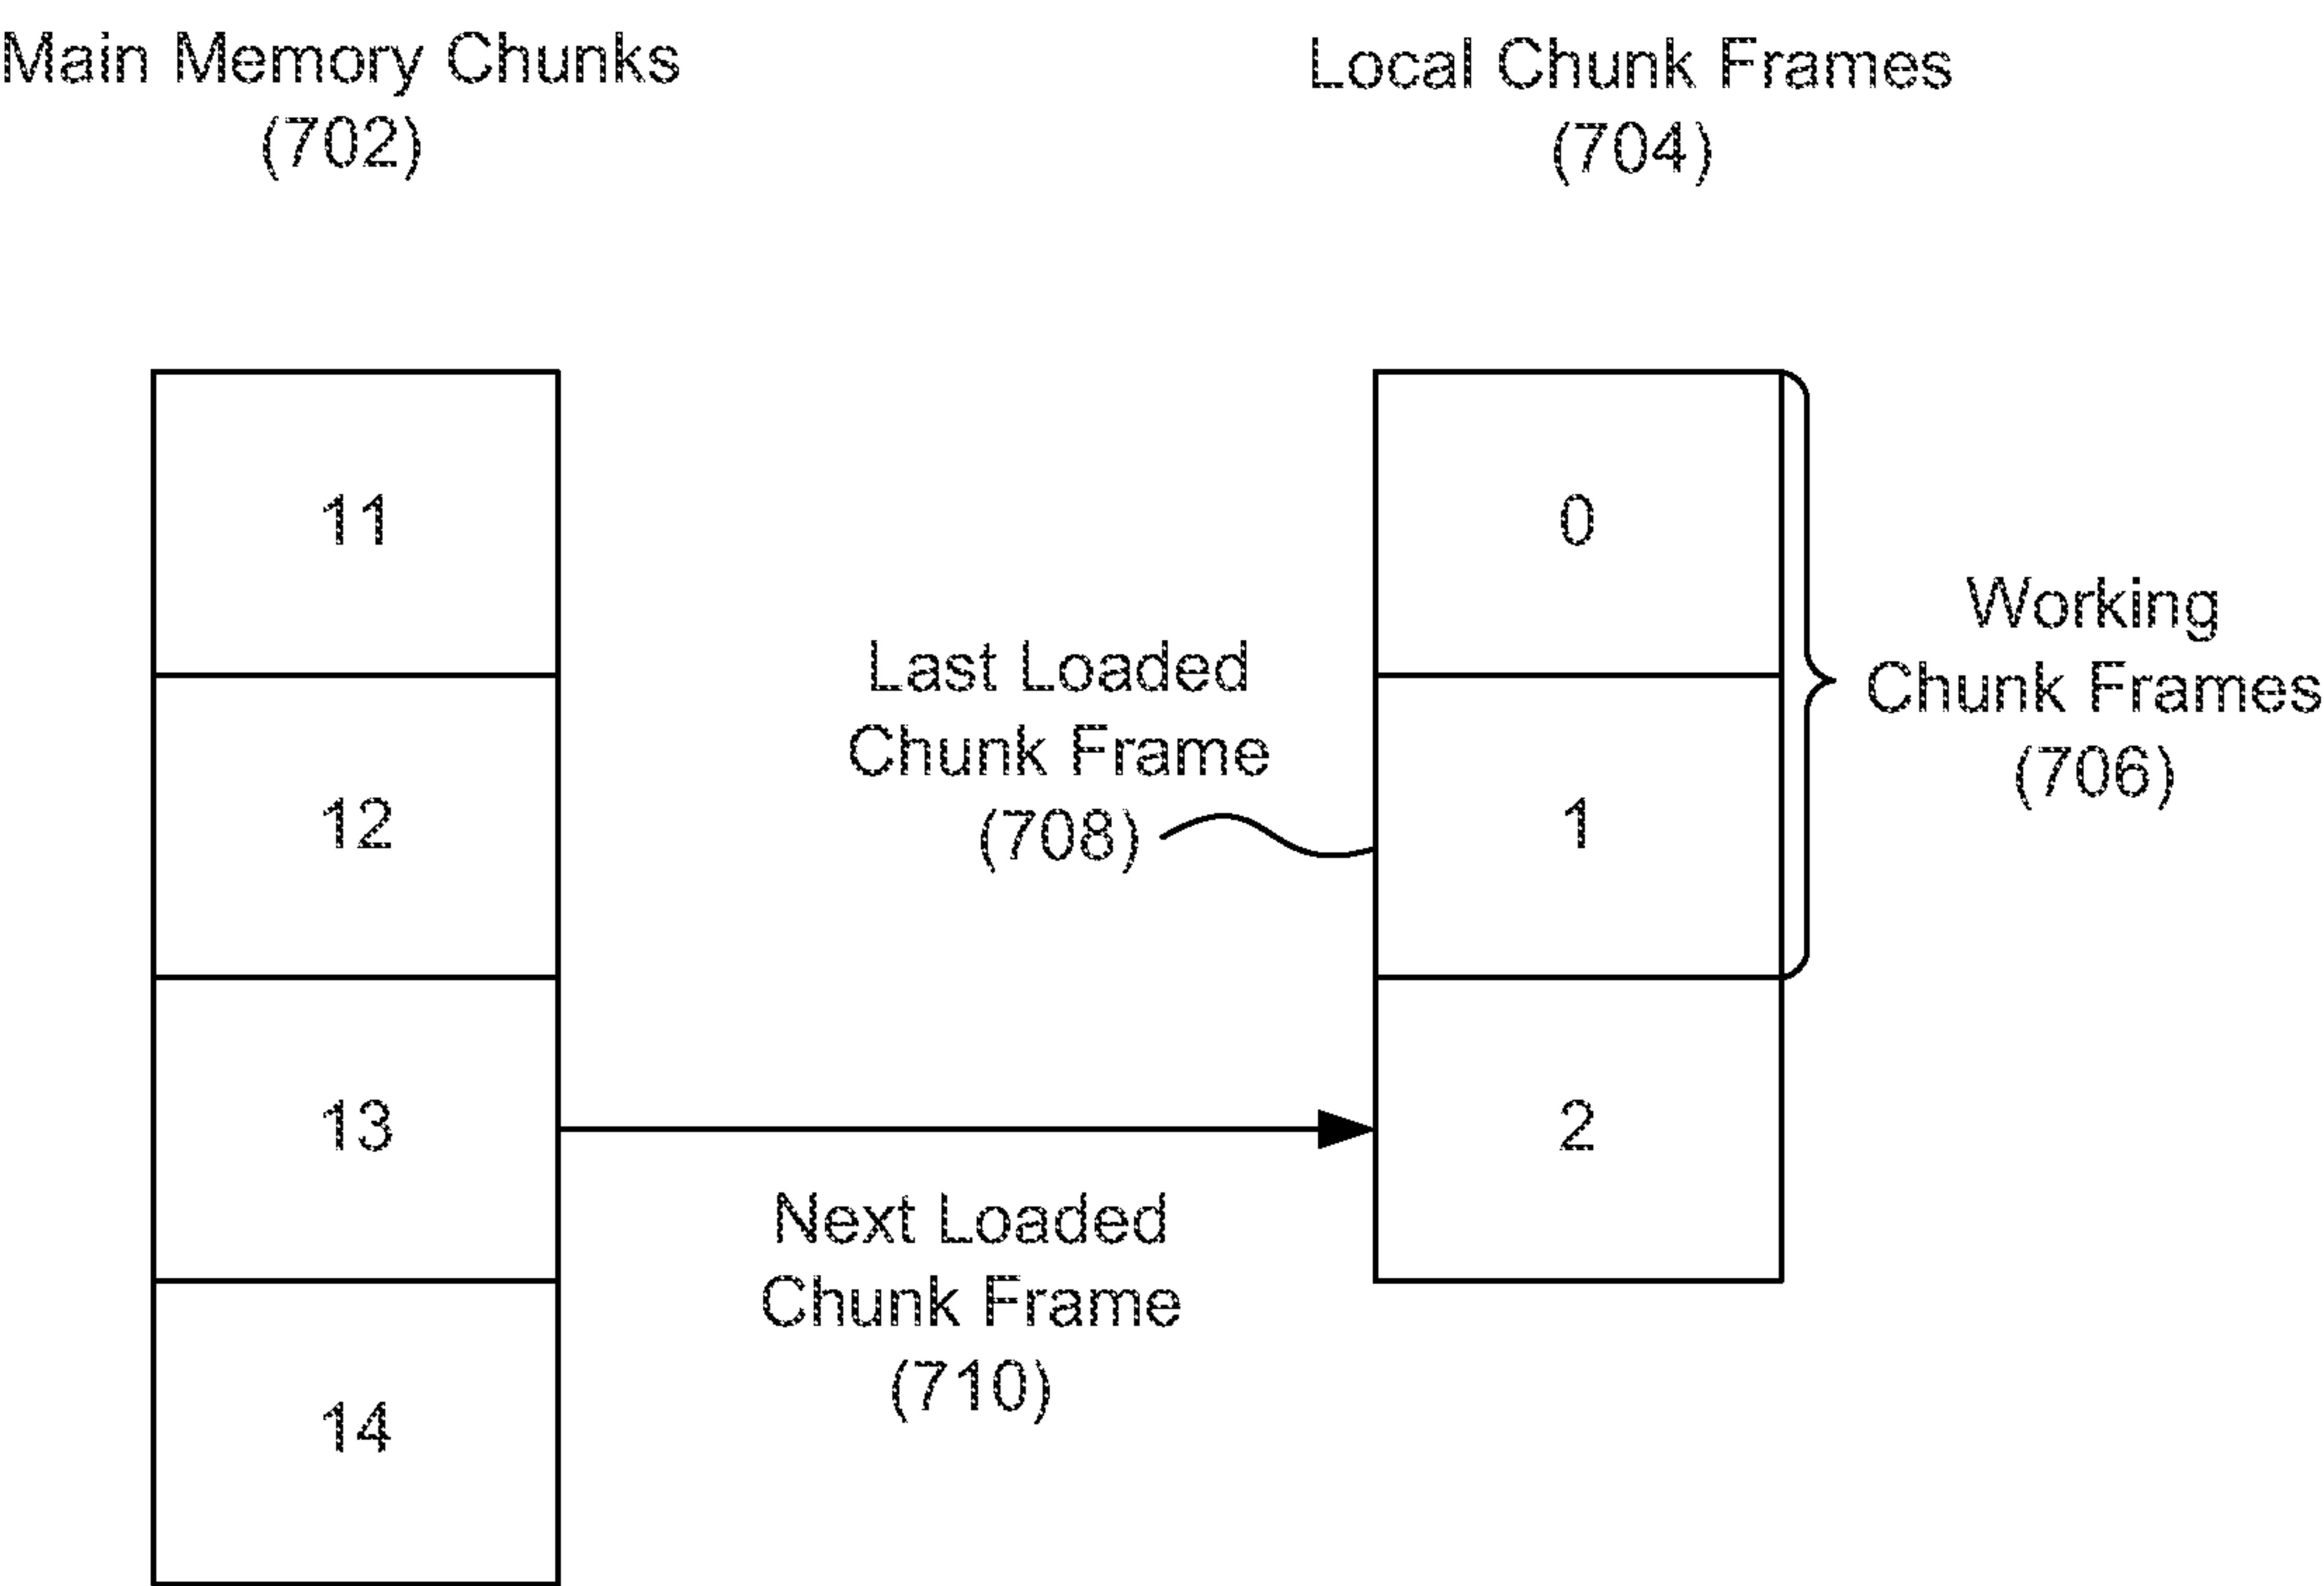 Main Memory Chunks
(702)
Local Chunk Frames
(704)
11
12
13
14
Last Loaded
Chunk Frame
(708)
Next Loaded
Chunk Frame
(710)
0
1
2
Working
Chunk Frames
(706)